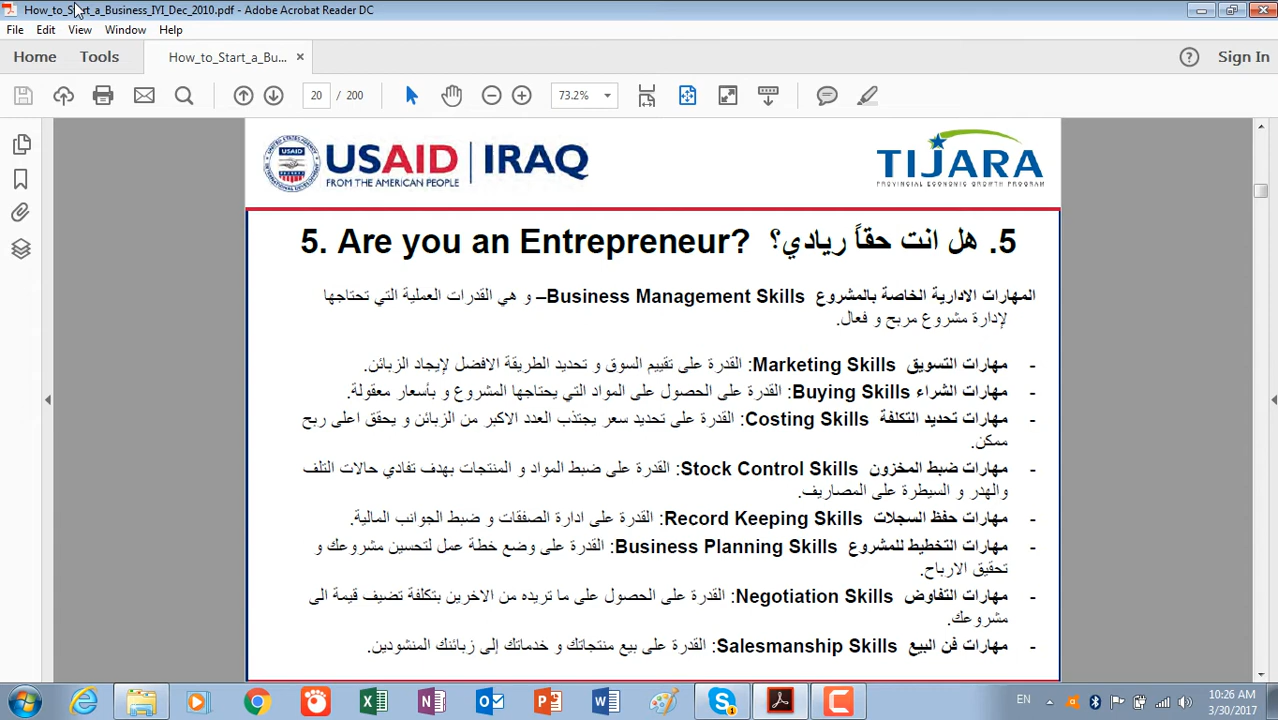 How_to_Start_a_Business_IYI_Dec_2010.pdf - Adobe Acrobat Reader DC
File Edit View Window Help
Home Tools How_to_Start_a_Bu... × Sign In
20 / 200 73.2%
USAID IRAQ
FROM THE AMERICAN PEOPLE
TIJARA
PROVINCIAL ECONOMIC GROWTH PROGRAM
5. Are you an Entrepreneur? 5. هل انت حقاً ريادي؟
المهارات الادارية الخاصة بالمشروع Business Management Skills– و هي القدرات العملية التي تحتاجها
لإدارة مشروع مربح و فعال.
- مهارات التسويق Marketing Skills: القدرة على تقييم السوق و تحديد الطريقة الافضل لإيجاد الزبائن.
- مهارات الشراء Buying Skills: القدرة على الحصول على المواد التي يحتاجها المشروع و بأسعار معقولة.
- مهارات تحديد التكلفة Costing Skills: القدرة على تحديد سعر يجتذب العدد الاكبر من الزبائن و يحقق اعلى ربح
ممكن.
- مهارات ضبط المخزون Stock Control Skills: القدرة على ضبط المواد و المنتجات بهدف تفادي حالات التلف
والهدر و السيطرة على المصاريف.
- مهارات حفظ السجلات Record Keeping Skills: القدرة على ادارة الصفقات و ضبط الجوانب المالية.
- مهارات التخطيط للمشروع Business Planning Skills: القدرة على وضع خطة عمل لتحسين مشروعك و
تحقيق الارباح.
- مهارات التفاوض Negotiation Skills: القدرة على الحصول على ما تريده من الاخرين بتكلفة تضيف قيمة الى
مشروعك.
- مهارات فن البيع Salesmanship Skills: القدرة على بيع منتجاتك و خدماتك إلى زبائنك المنشودين.
EN 10:26 AM
3/30/2017